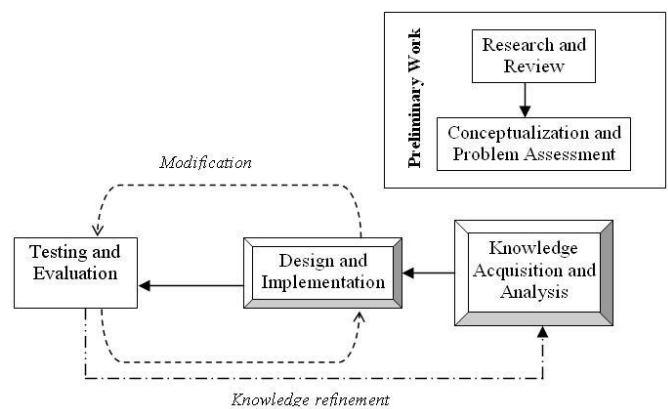 Preliminary Work
Research and
Review
Conceptualization and
Problem Assessment
Modification
Testing and
Evaluation
Design and
Implementation
Knowledge
Acquisition and
Analysis
Knowledge refinement